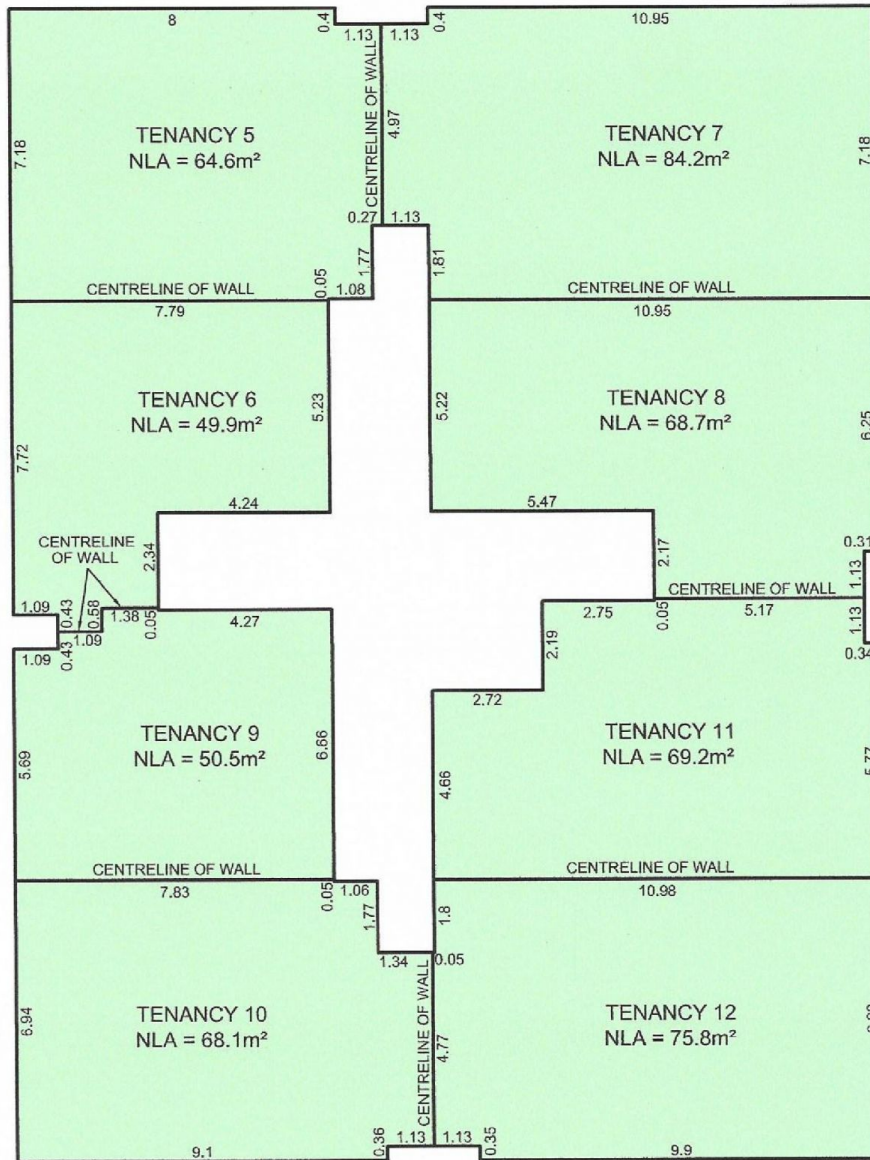 8
0.4
1.13
1.13
0.4
10.95
CENTRELINE OF WALL
4.97
TENANCY 5
NLA = 64.6m²
TENANCY 7
NLA = 84.2m²
7.18
7.18
0.27
1.13
1.77
1.81
0.05
1.08
CENTRELINE OF WALL
7.79
CENTRELINE OF WALL
10.95
TENANCY 6
NLA = 49.9m²
TENANCY 8
NLA = 68.7m²
7.72
5.23
5.22
6.25
4.24
5.47
CENTRELINE
OF WALL
2.34
2.17
0.31
1.13
CENTRELINE OF WALL
1.09
0.43
0.58
1.38
0.05
4.27
2.75
0.05
5.17
1.13
1.09
0.43
1.09
2.19
0.34
2.72
TENANCY 9
NLA = 50.5m²
TENANCY 11
NLA = 69.2m²
5.69
6.66
4.66
5.77
CENTRELINE OF WALL
7.83
0.05
1.06
CENTRELINE OF WALL
10.98
1.77
1.8
1.34
0.05
TENANCY 10
NLA = 68.1m²
TENANCY 12
NLA = 75.8m²
6.94
CENTRELINE OF WALL
4.77
0.36
1.13
1.13
0.35
9.1
9.9